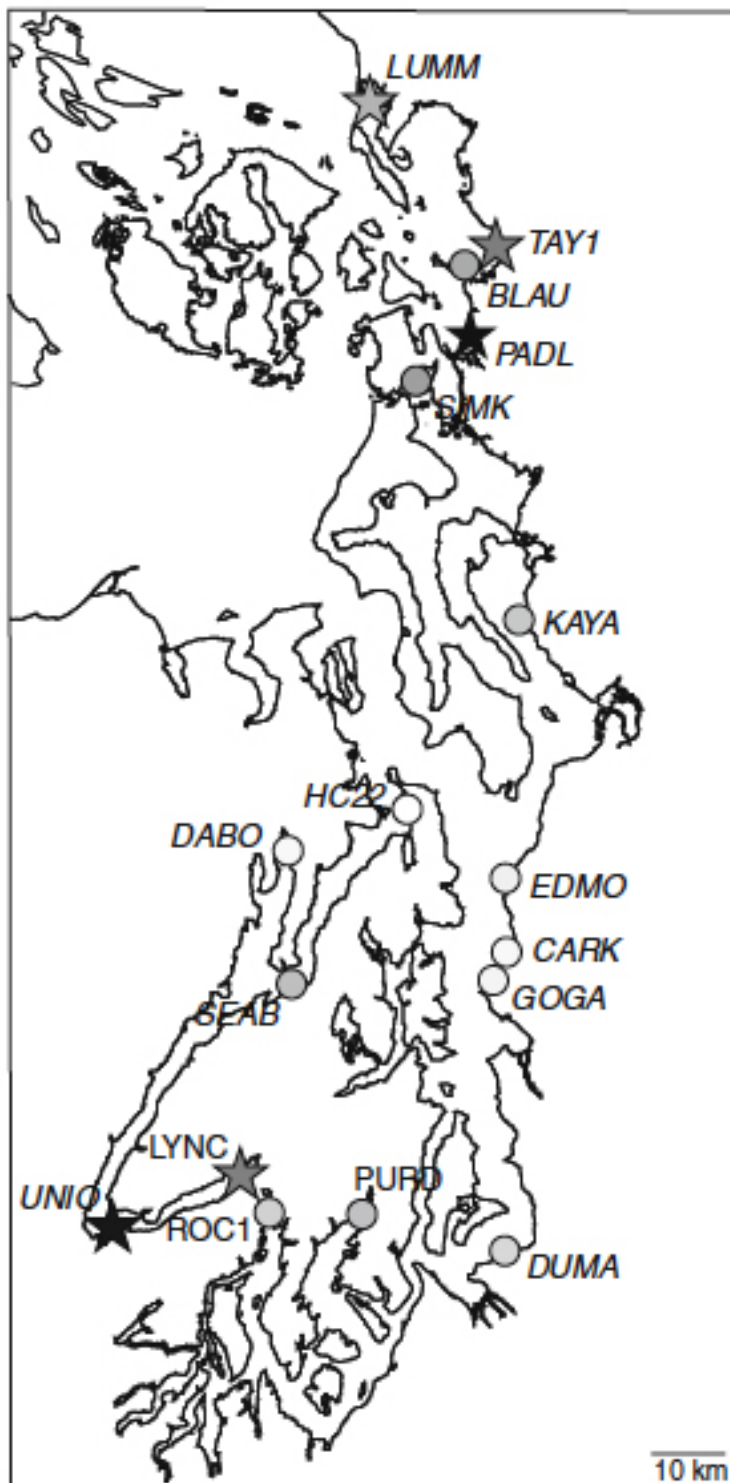 LUMM
TAY1
BLAU
PADL
SIMK
KAYA
HC22
DABO
EDMO
CARK
GOGA
SEAB
LYNC
PURD
UNIO
ROC1
DUMA
10 km